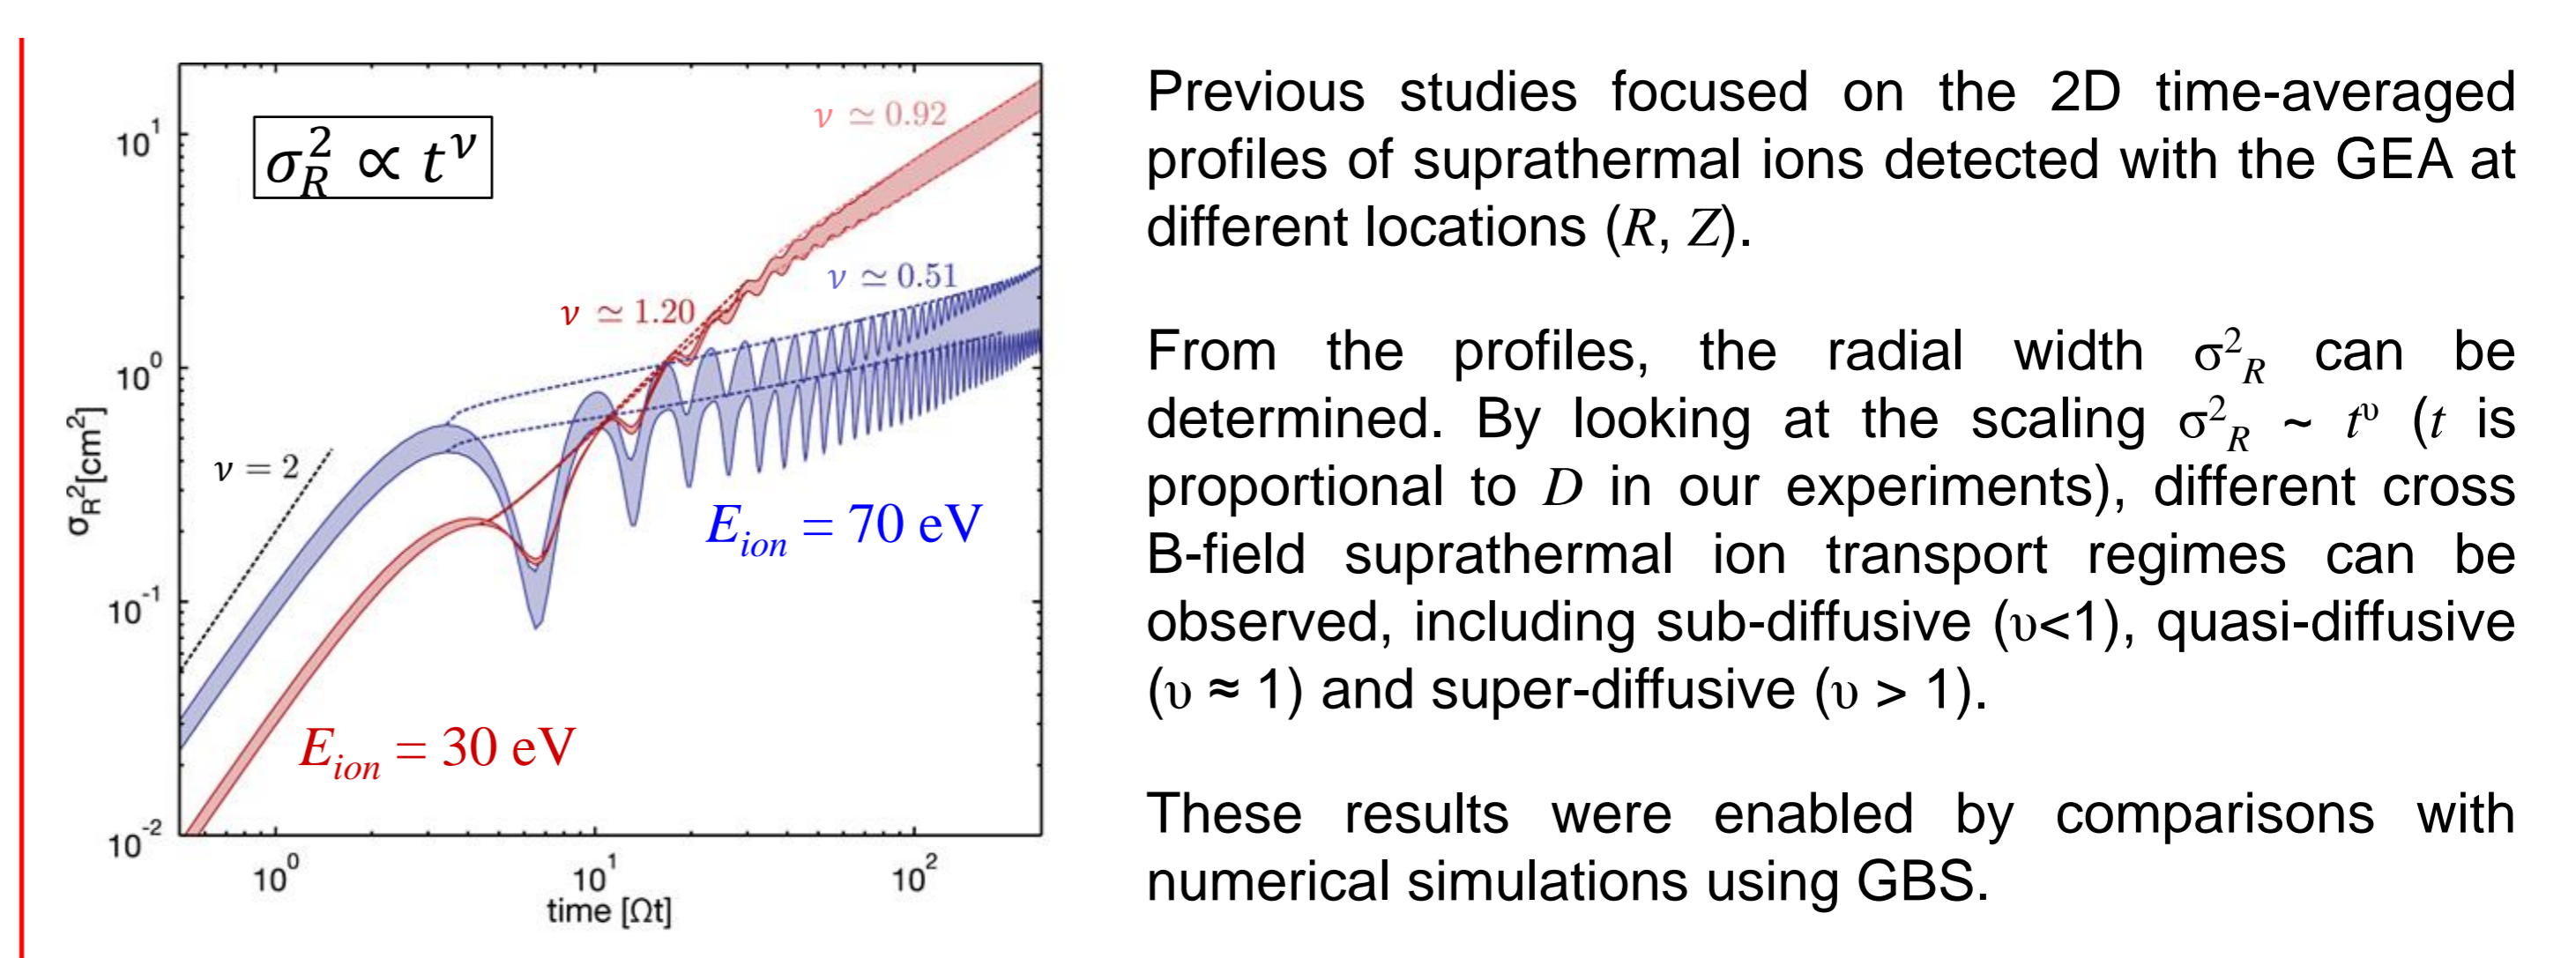 σ_R^2 ∝ t^ν
ν ≃ 0.92
ν ≃ 0.51
ν ≃ 1.20
ν = 2
E_ion = 70 eV
E_ion = 30 eV
10^1
10^0
10^-1
10^-2
σ_R^2[cm^2]
10^0
10^1
10^2
time [Ωt]
Previous studies focused on the 2D time-averaged
profiles of suprathermal ions detected with the GEA at
different locations (R, Z).
From the profiles, the radial width σ^2_R can be
determined. By looking at the scaling σ^2_R ~ t^υ (t is
proportional to D in our experiments), different cross
B-field suprathermal ion transport regimes can be
observed, including sub-diffusive (υ<1), quasi-diffusive
(υ ≈ 1) and super-diffusive (υ > 1).
These results were enabled by comparisons with
numerical simulations using GBS.